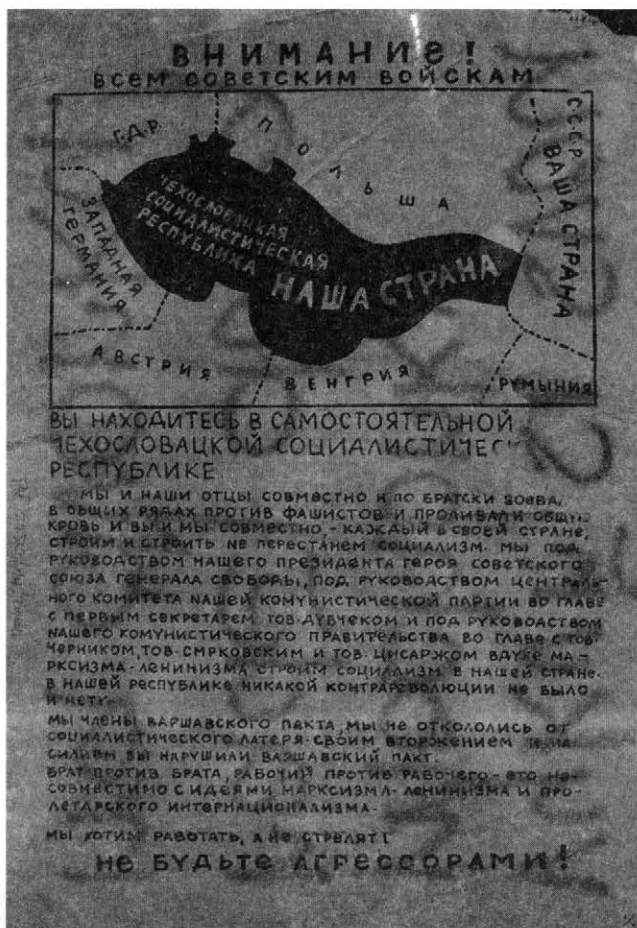 ВНИМАНИЕ!
ВСЕМ СОВЕТСКИМ ВОЙСКАМ
Г.Д.Р.
ПОЛЬША
СССР
ВАША СТРАНА
ЗАПАДНАЯ
ГЕРМАНИЯ
ЧЕХОСЛОВАЦКАЯ
СОЦИАЛИСТИЧЕСКАЯ
РЕСПУБЛИКА
НАША СТРАНА
АВСТРИЯ
ВЕНГРИЯ
РУМЫНИЯ
ВЫ НАХОДИТЕСЬ В САМОСТОЯТЕЛЬНОЙ
ЧЕХОСЛОВАЦКОЙ СОЦИАЛИСТИЧЕС
РЕСПУБЛИКЕ
МЫ И НАШИ ОТЦЫ СОВМЕСТНО И ПО БРАТСКИ ВОЕВА
В ОБЩИХ РЯДАХ ПРОТИВ ФАШИСТОВ И ПРОЛИВАЛИ ОБЩУ
КРОВЬ И ВЫ И МЫ СОВМЕСТНО, - КАЖДЫЙ В СВОЕЙ СТРАНЕ,
СТРОИМ И СТРОИТЬ НЕ ПЕРЕСТАНЕМ СОЦИАЛИЗМ. МЫ ПОД
РУКОВОДСТВОМ НАШЕГО ПРЕЗИДЕНТА ГЕРОЯ СОВЕТСКОГО
СОЮЗА ГЕНЕРАЛА СВОБОДЫ, ПОД РУКОВОДСТВОМ ЦЕНТРАЛЬ-
НОГО КОМИТЕТА НАШЕЙ КОМУНИСТИЧЕСКОЙ ПАРТИИ ВО ГЛАВЕ
С ПЕРВЫМ СЕКРЕТАРЕМ ТОВ. ДУБЧЕКОМ И ПОД РУКОВОДСТВОМ
НАШЕГО КОМУНИСТИЧЕСКОГО ПРАВИТЕЛЬСТВА ВО ГЛАВЕ С ТОВ.
ЧЕРНИКОМ, ТОВ. СМРКОВСКИМ И ТОВ. ЦИСАРЖОМ В ДУХЕ МА-
РКСИЗМА-ЛЕНИНИЗМА СТРОИМ СОЦИАЛИЗМ В НАШЕЙ СТРАНЕ.
В НАШЕЙ РЕСПУБЛИКЕ НИКАКОЙ КОНТРАРЕВОЛЮЦИИ НЕ БЫЛО
И НЕТУ.
МЫ ЧЛЕНЫ ВАРШАВСКОГО ПАКТА, МЫ НЕ ОТКОЛОЛИСЬ ОТ
СОЦИАЛИСТИЧЕСКОГО ЛАГЕРЯ. СВОИМ ВТОРЖЕНИЕМ И НА
СИЛИЕМ ВЫ НАРУШИЛИ ВАРШАВСКИЙ ПАКТ.
БРАТ ПРОТИВ БРАТА, РАБОЧИЙ ПРОТИВ РАБОЧЕГО - ЕТО НЕ-
СОВМЕСТИМО С ИДЕЯМИ МАРКСИЗМА-ЛЕНИНИЗМА И ПРО-
ЛЕТАРСКОГО ИНТЕРНАЦИОНАЛИЗМА.
МЫ ХОТИМ РАБОТАТЬ, А НЕ СТРЕЛЯТ!
НЕ БУДЬТЕ АГРЕССОРАМИ!